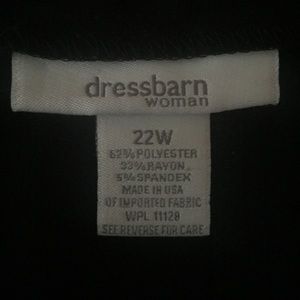 dressbarn
woman
22W
62% POLYESTER
33% RAYON
5% SPANDEX
MADE IN USA
OF IMPORTED FABRIC
WPL 11120
SEE REVERSE FOR CARE